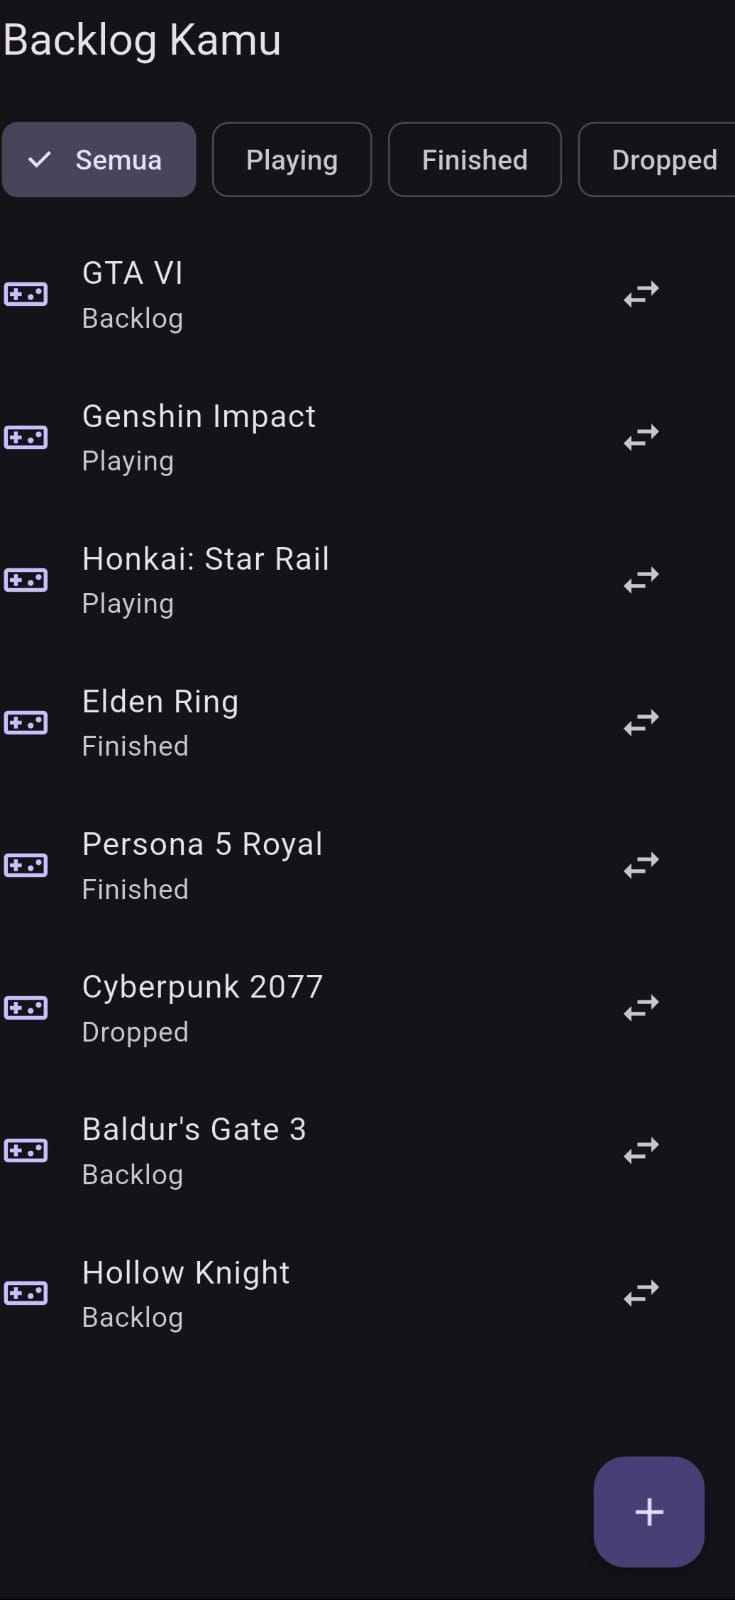 Backlog Kamu
Semua
Playing
Finished
Dropped
GTA VI
Backlog
Genshin Impact
Playing
Honkai: Star Rail
Playing
Elden Ring
Finished
Persona 5 Royal
Finished
Cyberpunk 2077
Dropped
Baldur's Gate 3
Backlog
Hollow Knight
Backlog